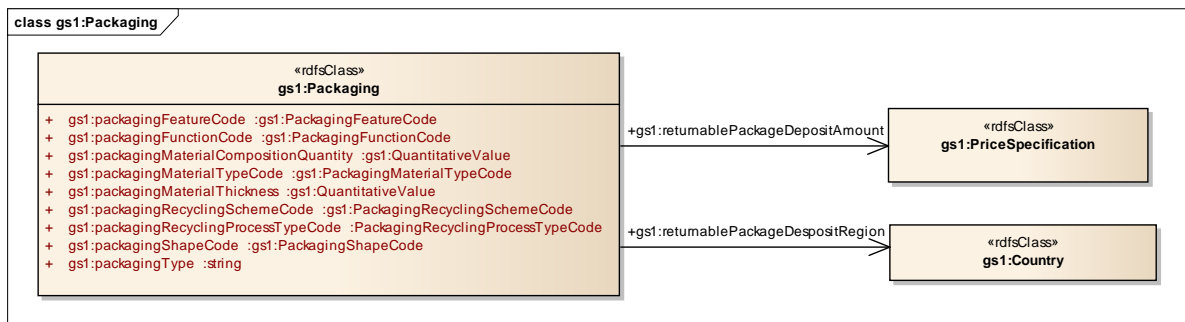 class gs1:Packaging
«rdfsClass»
gs1:Packaging
+ gs1:packagingFeatureCode :gs1:PackagingFeatureCode
+ gs1:packagingFunctionCode :gs1:PackagingFunctionCode
+ gs1:packagingMaterialCompositionQuantity :gs1:QuantitativeValue
+ gs1:packagingMaterialTypeCode :gs1:PackagingMaterialTypeCode
+ gs1:packagingMaterialThickness :gs1:QuantitativeValue
+ gs1:packagingRecyclingSchemeCode :gs1:PackagingRecyclingSchemeCode
+ gs1:packagingRecyclingProcessTypeCode :PackagingRecyclingProcessTypeCode
+ gs1:packagingShapeCode :gs1:PackagingShapeCode
+ gs1:packagingType :string
+gs1:returnablePackageDepositAmount
«rdfsClass»
gs1:PriceSpecification
+gs1:returnablePackageDespositRegion
«rdfsClass»
gs1:Country